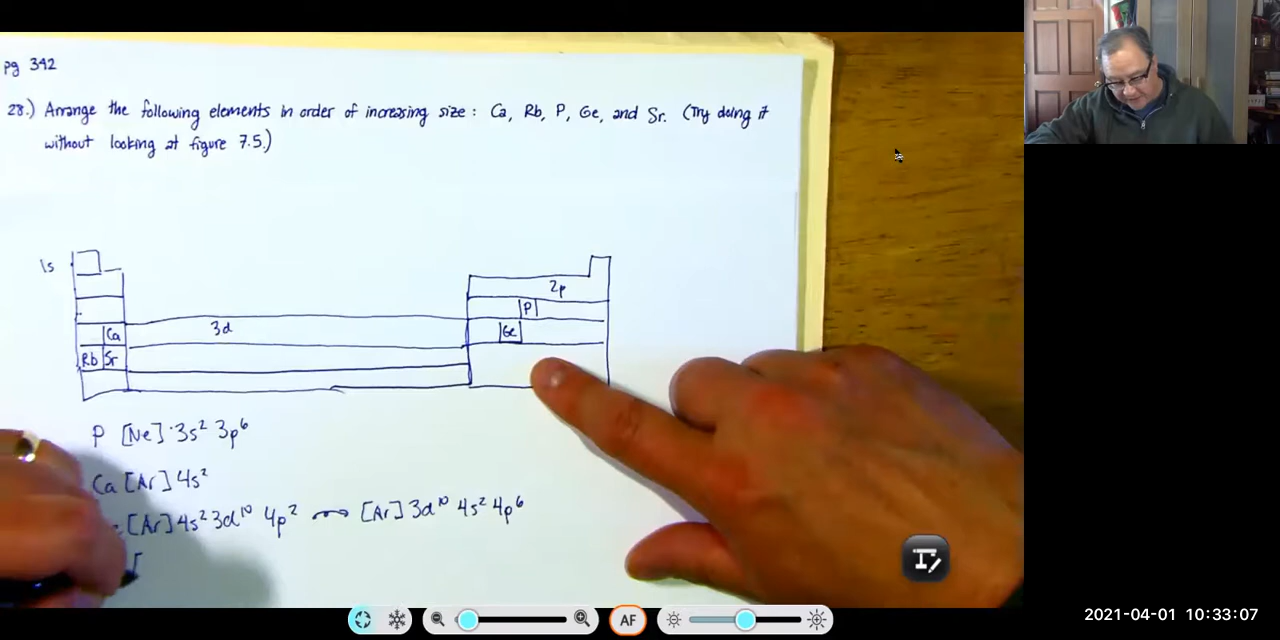 pg 342
28.) Arrange the following elements in order of increasing size : Ca, Rb, P, Ge, and Sr. (Try doing it
without looking at figure 7.5.)
1s
2p
P
Ca 3d Ge
Rb Sr
P [Ne] 3s² 3p⁶
Ca [Ar] 4s²
[Ar] 4s² 3d¹⁰ 4p² [Ar] 3d¹⁰ 4s² 4p⁶
[
AF
2021-04-01 10:33:07